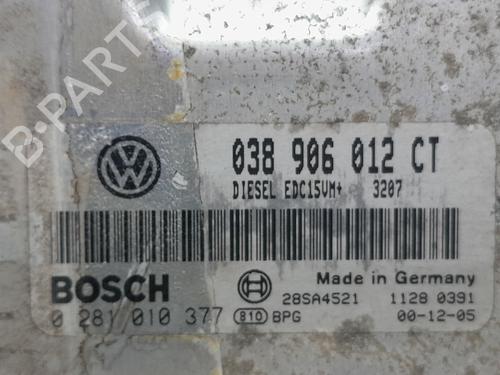 B-PARTS
038 906 012 CT
DIESEL EDC15VM+ 3207
BOSCH
Made in Germany
28SA4521 1128 0391
0 281 010 377 810 BPG 00-12-05